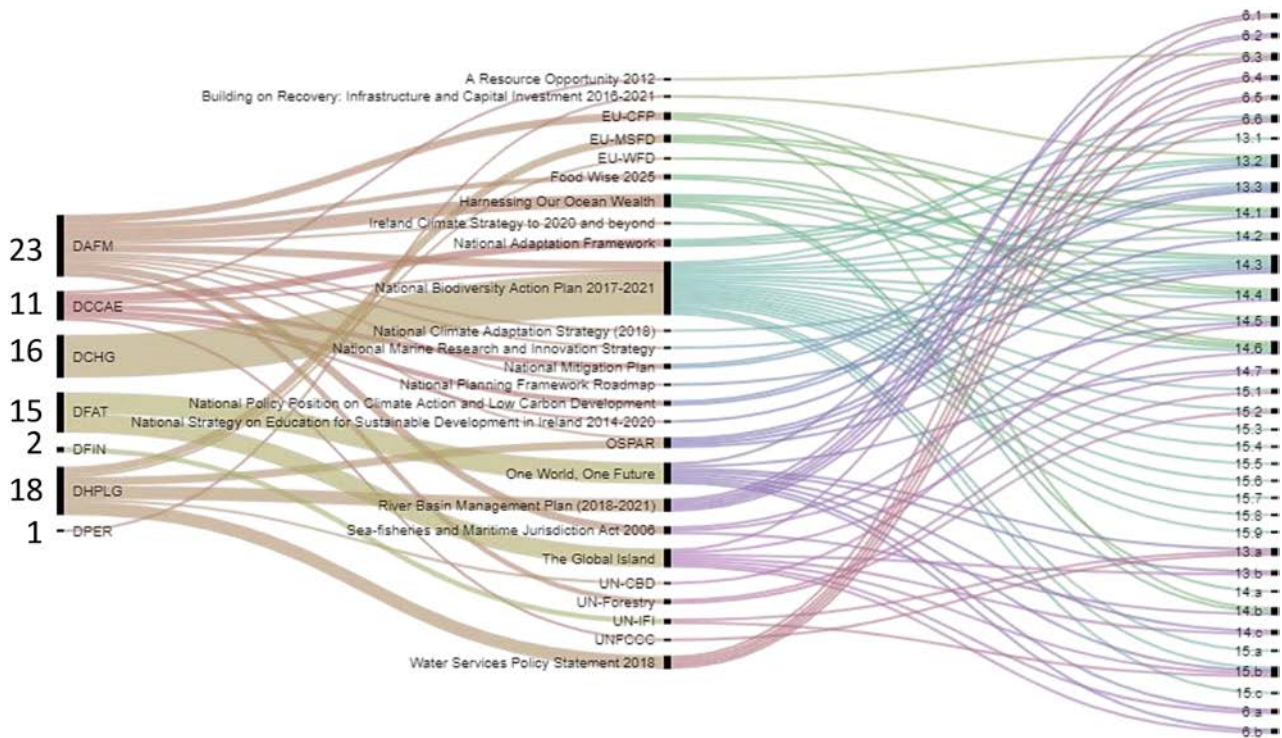 23
DAFM
11
DCCAE
16
DCHG
15
DFAT
2
DFIN
18
DHPLG
1
DPER
A Resource Opportunity 2012
Building on Recovery: Infrastructure and Capital Investment 2016-2021
EU-CFP
EU-MSFD
EU-WFD
Food Wise 2025
Harnessing Our Ocean Wealth
Ireland Climate Strategy to 2020 and beyond
National Adaptation Framework
National Biodiversity Action Plan 2017-2021
National Climate Adaptation Strategy (2018)
National Marine Research and Innovation Strategy
National Mitigation Plan
National Planning Framework Roadmap
National Policy Position on Climate Action and Low Carbon Development
National Strategy on Education for Sustainable Development in Ireland 2014-2020
OSPAR
One World, One Future
River Basin Management Plan (2018-2021)
Sea-fisheries and Maritime Jurisdiction Act 2006
The Global Island
UN-CBD
UN-Forestry
UN-IFI
UNFCCC
Water Services Policy Statement 2018
6.1
6.2
6.3
6.4
6.5
6.6
13.1
13.2
13.3
14.1
14.2
14.3
14.4
14.5
14.6
14.7
15.1
15.2
15.3
15.4
15.5
15.6
15.7
15.8
15.9
13.a
13.b
14.a
14.b
14.c
15.a
15.b
15.c
6.a
6.b